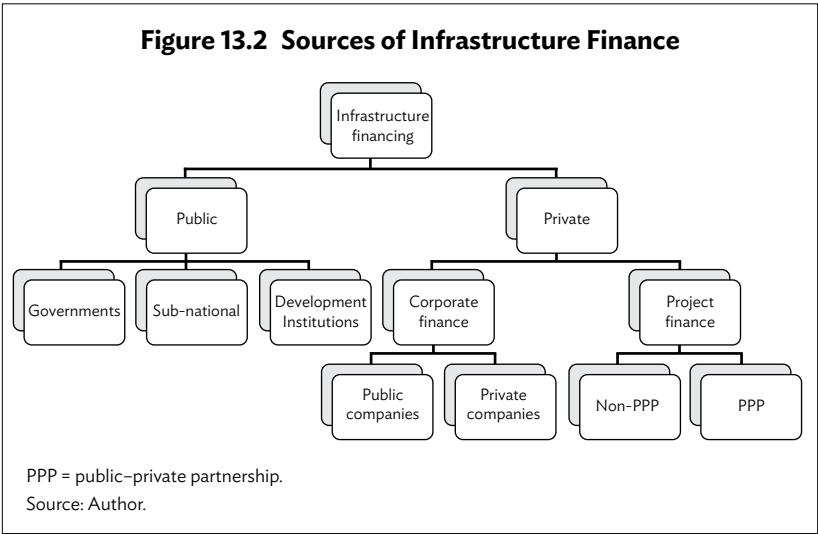 Figure 13.2 Sources of Infrastructure Finance
Infrastructure
financing
Public
Private
Governments
Sub-national
Development
Institutions
Corporate
finance
Project
finance
Public
companies
Private
companies
Non-PPP
PPP
PPP = public–private partnership.
Source: Author.